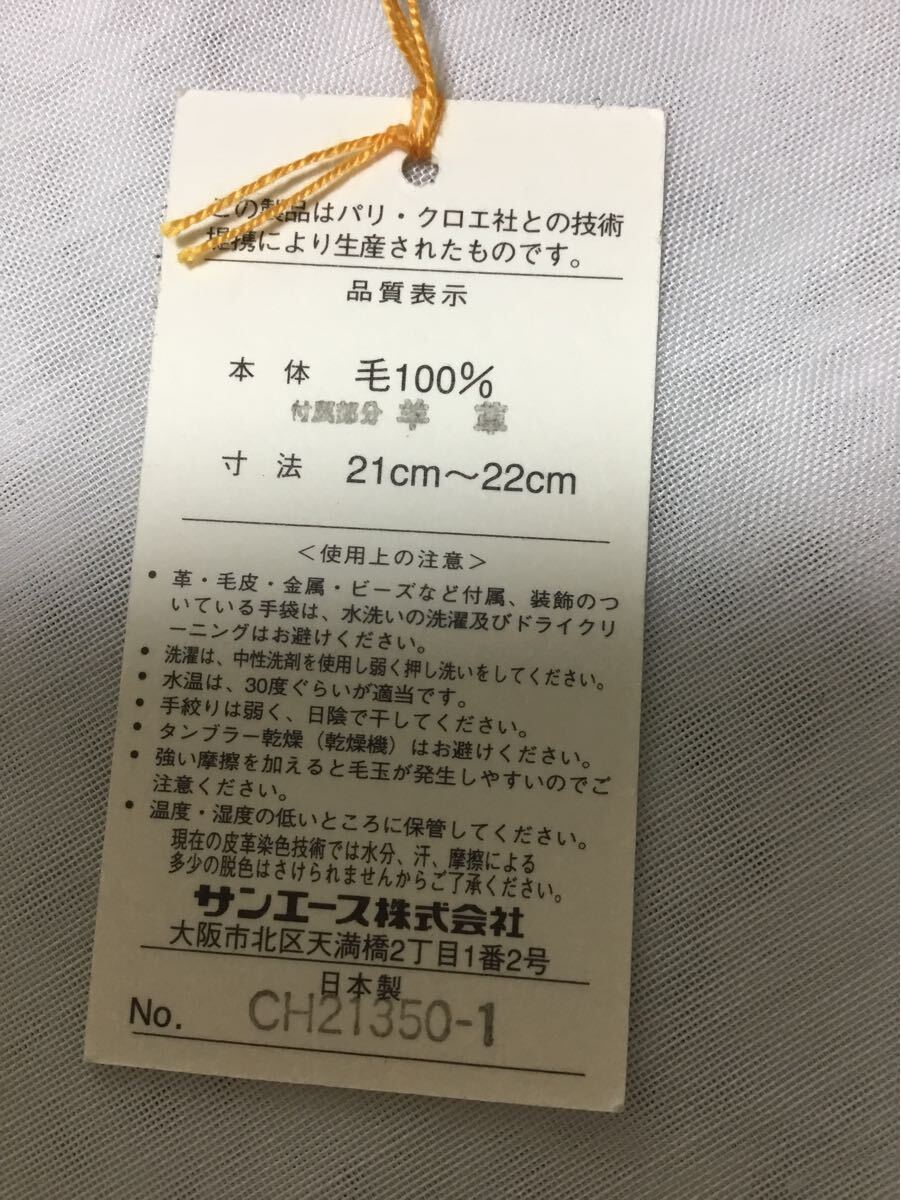 この製品はパリ・クロエ社との技術
提携により生産されたものです。
品質表示
本 体 毛100%
付属部分 羊 革
寸 法 21cm〜22cm
＜使用上の注意＞
• 革・毛皮・金属・ビーズなど付属、装飾のつ
いている手袋は、水洗いの洗濯及びドライクリ
ーニングはお避けください。
• 洗濯は、中性洗剤を使用し弱く押し洗いをしてください。
• 水温は、30度ぐらいが適当です。
• 手絞りは弱く、日陰で干してください。
• タンブラー乾燥（乾燥機）はお避けください。
• 強い摩擦を加えると毛玉が発生しやすいのでご
注意ください。
• 温度・湿度の低いところに保管してください。
現在の皮革染色技術では水分、汗、摩擦による
多少の脱色はさけられませんからご了承ください。
サンエース株式会社
大阪市北区天満橋2丁目1番2号
日本製
No. CH21350-1